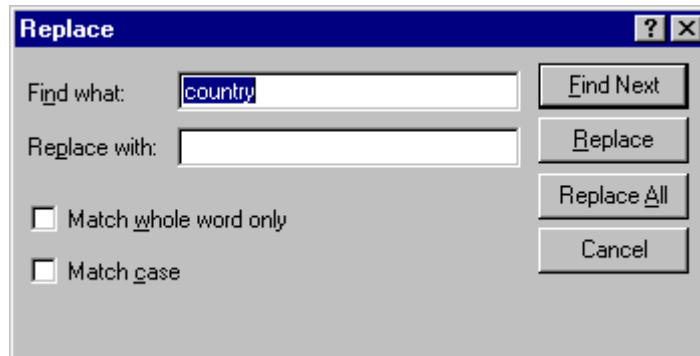 Replace
Find what: country
Find Next
Replace with:
Replace
Match whole word only
Replace All
Match case
Cancel